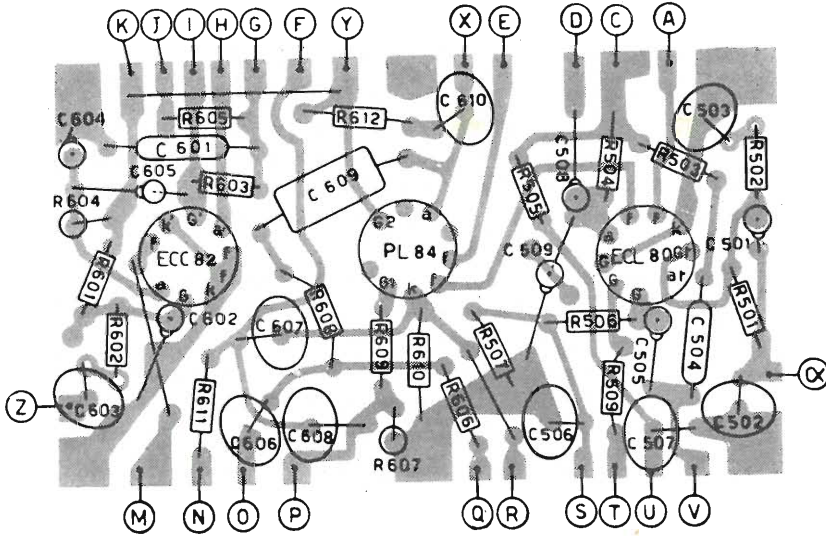 K J I H G F Y X E D C A
C604
R605
R612
C610
C503
C601
C605
R603
C609
C508
R504
R503
R502
R604
R505
K G' a
F
F
a G k
ECC82
G2 a
F
F
G1 k
PL84
C509
F F k
a
G
G G'
ar
ECL80
C501
R601
C602
C607
R608
R506
R501
R602
R609
R610
R507
C505
C504
α
Z
C603
R611
R606
R509
C502
C606
C608
R607
C506
C507
M N O P Q R S T U V